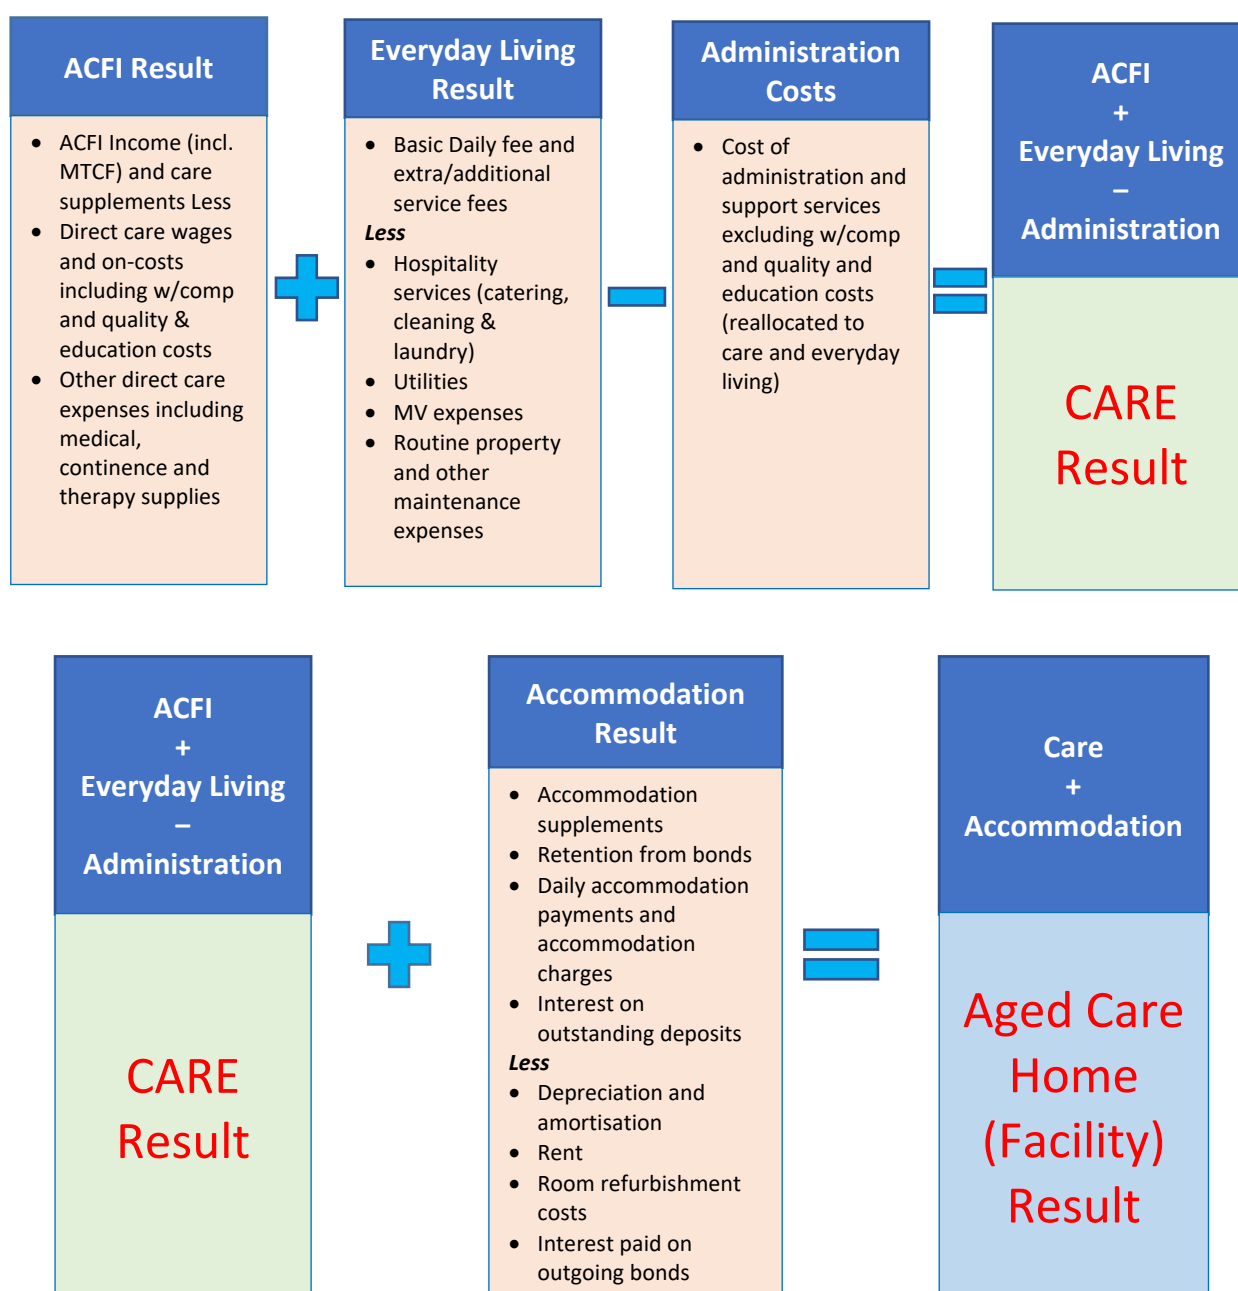 ACFI Result
• ACFI Income (incl.
MTCF) and care
supplements Less
• Direct care wages
and on-costs
including w/comp
and quality &
education costs
• Other direct care
expenses including
medical,
continence and
therapy supplies
Everyday Living
Result
• Basic Daily fee and
extra/additional
service fees
Less
• Hospitality
services (catering,
cleaning &
laundry)
• Utilities
• MV expenses
• Routine property
and other
maintenance
expenses
Administration
Costs
• Cost of
administration and
support services
excluding w/comp
and quality and
education costs
(reallocated to
care and everyday
living)
ACFI
+
Everyday Living
–
Administration
CARE
Result
ACFI
+
Everyday Living
–
Administration
CARE
Result
Accommodation
Result
• Accommodation
supplements
• Retention from bonds
• Daily accommodation
payments and
accommodation
charges
• Interest on
outstanding deposits
Less
• Depreciation and
amortisation
• Rent
• Room refurbishment
costs
• Interest paid on
outgoing bonds
Care
+
Accommodation
Aged Care
Home
(Facility)
Result